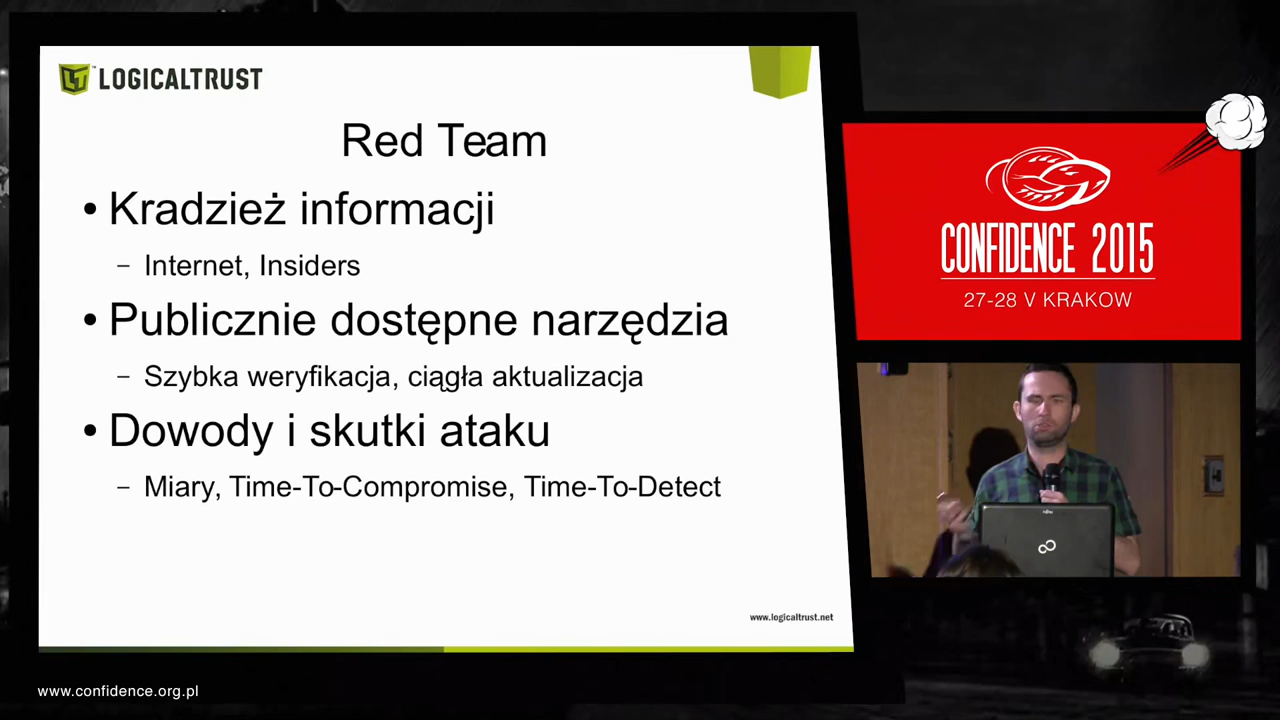 LOGICALTRUST
Red Team
• Kradzież informacji
– Internet, Insiders
• Publicznie dostępne narzędzia
– Szybka weryfikacja, ciągła aktualizacja
• Dowody i skutki ataku
– Miary, Time-To-Compromise, Time-To-Detect
www.logicaltrust.net
CONFIDENCE 2015
27-28 V KRAKOW
www.confidence.org.pl